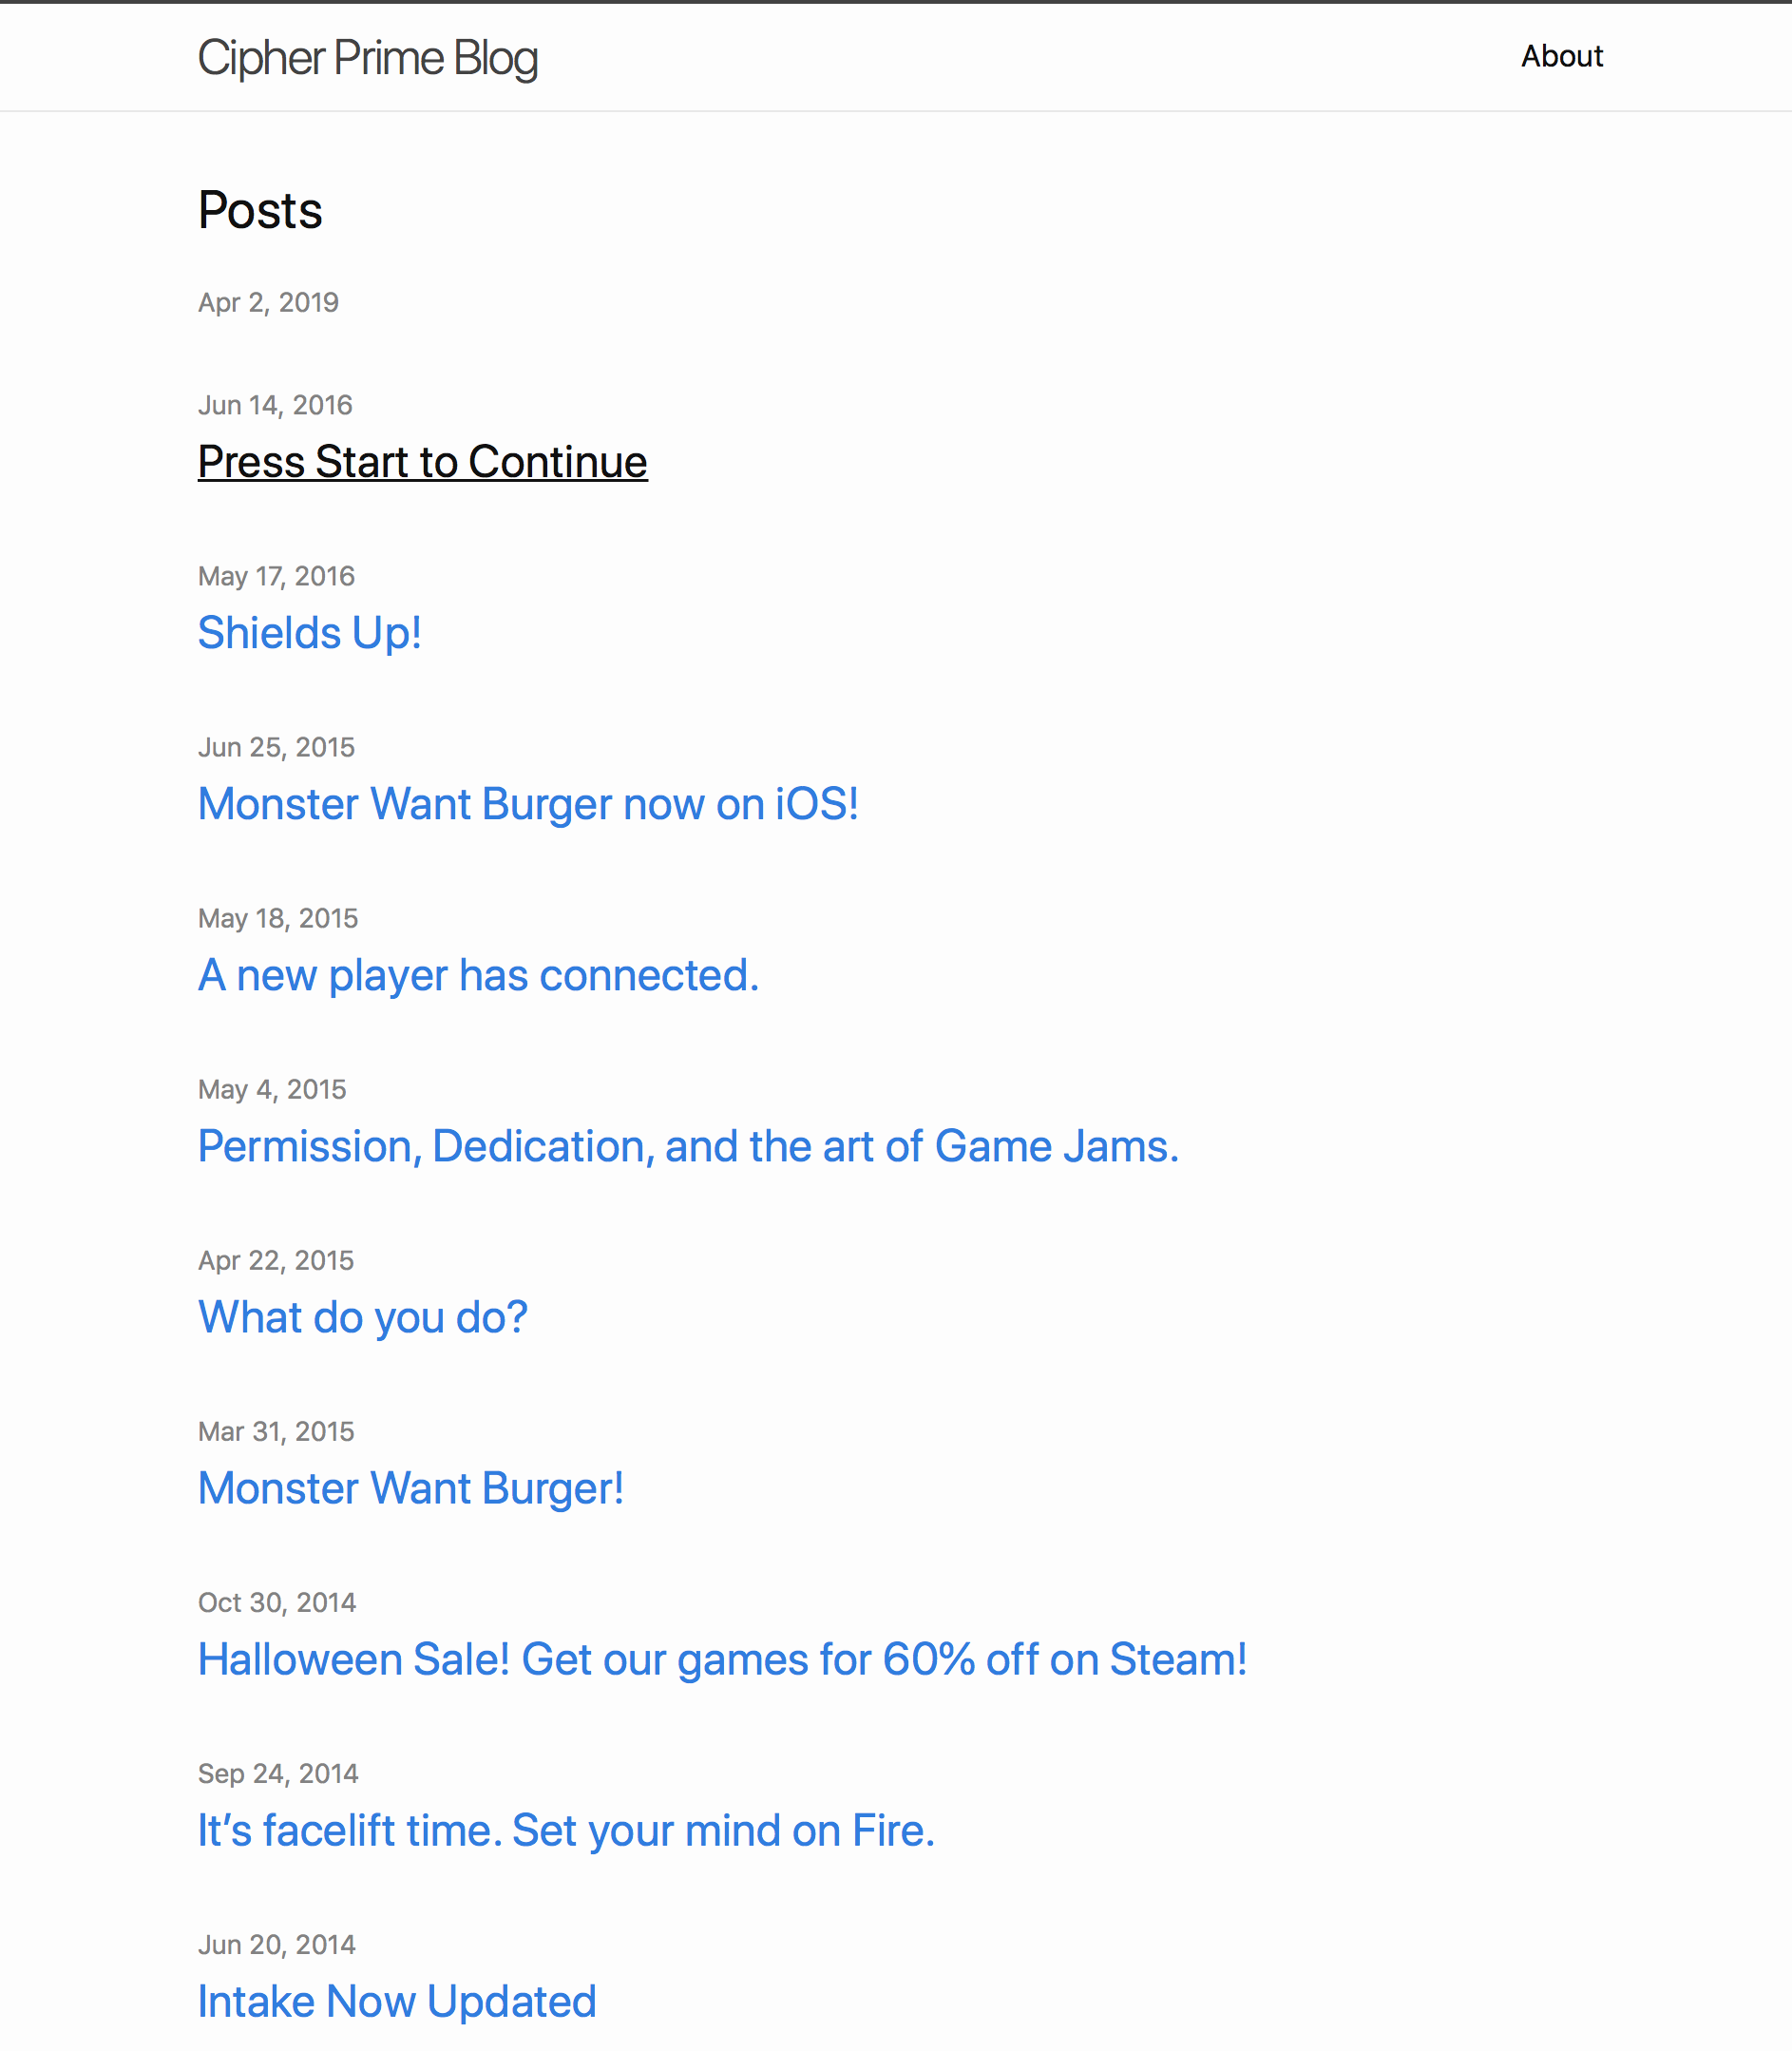 Cipher Prime Blog
About
Posts
Apr 2, 2019
Jun 14, 2016
Press Start to Continue
May 17, 2016
Shields Up!
Jun 25, 2015
Monster Want Burger now on iOS!
May 18, 2015
A new player has connected.
May 4, 2015
Permission, Dedication, and the art of Game Jams.
Apr 22, 2015
What do you do?
Mar 31, 2015
Monster Want Burger!
Oct 30, 2014
Halloween Sale! Get our games for 60% off on Steam!
Sep 24, 2014
It’s facelift time. Set your mind on Fire.
Jun 20, 2014
Intake Now Updated